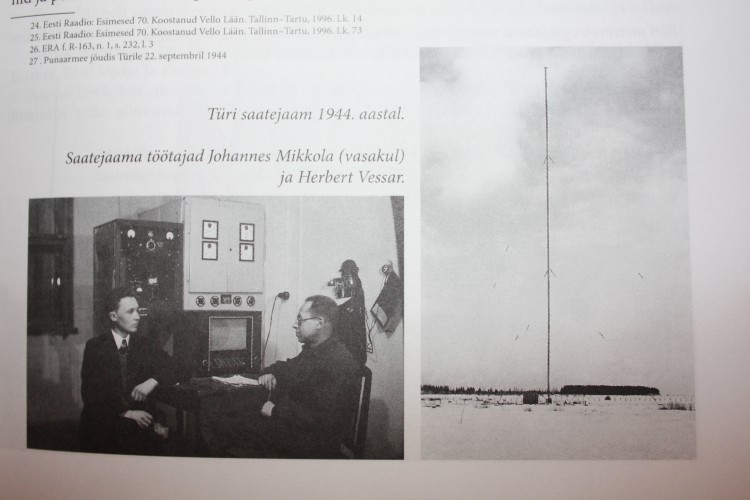 24. Eesti Raadio: Esimesed 70. Koostanud Vello Lään. Tallinn–Tartu, 1996. Lk. 14
25. Eesti Raadio: Esimesed 70. Koostanud Vello Lään. Tallinn–Tartu, 1996. Lk. 73
26. ERA f. R-163, n. 1, s. 232, l. 3
27. Punaarmee jõudis Türile 22. septembril 1944
Türi saatejaam 1944. aastal.
Saatejaama töötajad Johannes Mikkola (vasakul)
ja Herbert Vessar.